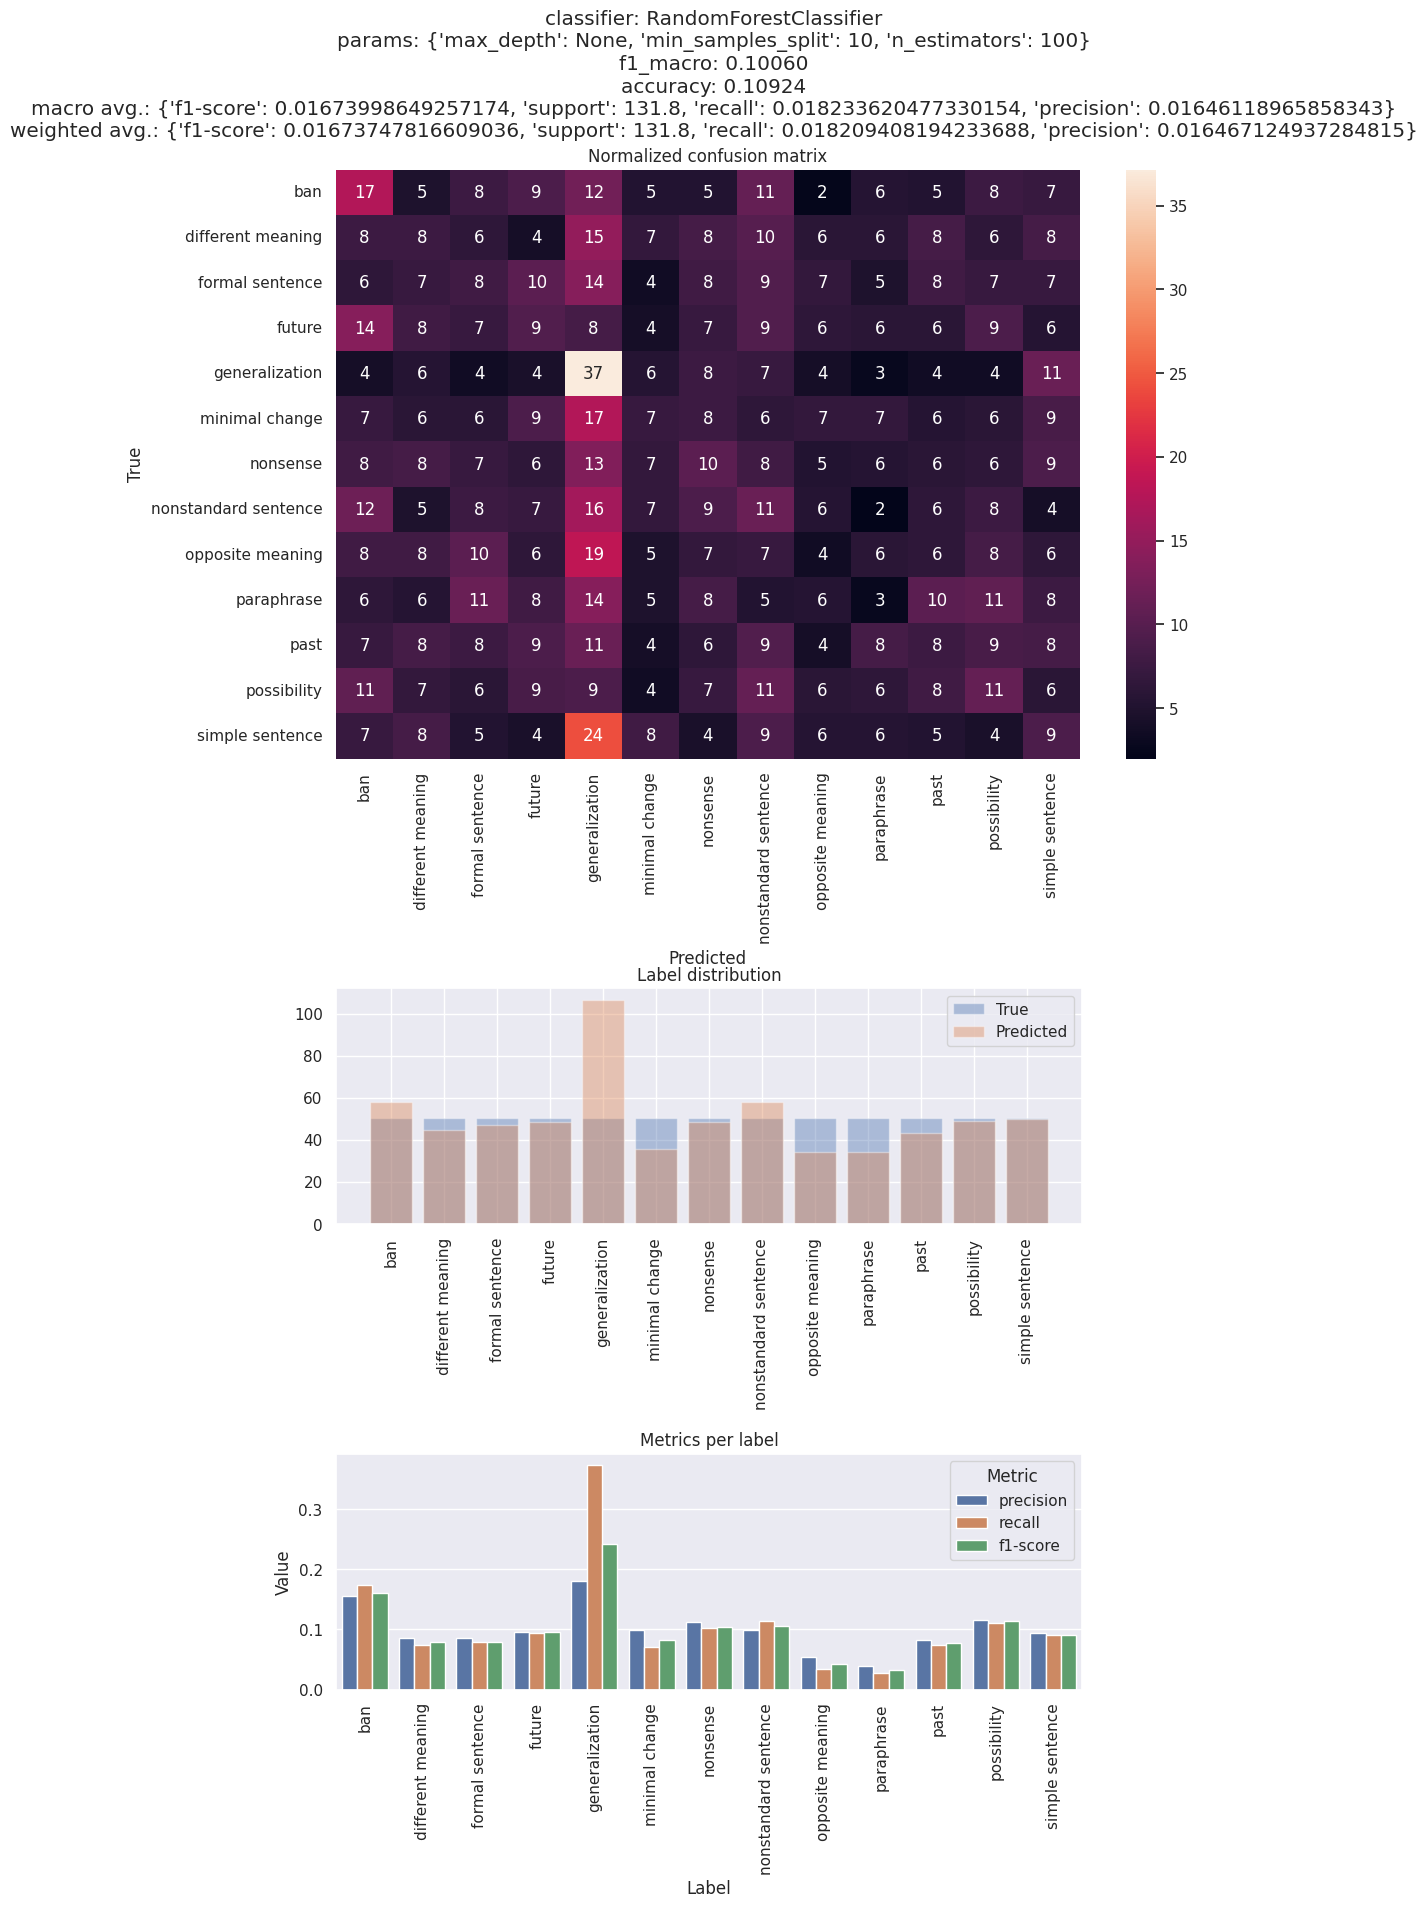 classifier: RandomForestClassifier
params: {'max_depth': None, 'min_samples_split': 10, 'n_estimators': 100}
f1_macro: 0.10060
accuracy: 0.10924
macro avg.: {'f1-score': 0.01673998649257174, 'support': 131.8, 'recall': 0.018233620477330154, 'precision': 0.01646118965858343}
weighted avg.: {'f1-score': 0.01673747816609036, 'support': 131.8, 'recall': 0.018209408194233688, 'precision': 0.016467124937284815}
Normalized confusion matrix
True
ban 17 5 8 9 12 5 5 11 2 6 5 8 7
different meaning 8 8 6 4 15 7 8 10 6 6 8 6 8
formal sentence 6 7 8 10 14 4 8 9 7 5 8 7 7
future 14 8 7 9 8 4 7 9 6 6 6 9 6
generalization 4 6 4 4 37 6 8 7 4 3 4 4 11
minimal change 7 6 6 9 17 7 8 6 7 7 6 6 9
nonsense 8 8 7 6 13 7 10 8 5 6 6 6 9
nonstandard sentence 12 5 8 7 16 7 9 11 6 2 6 8 4
opposite meaning 8 8 10 6 19 5 7 7 4 6 6 8 6
paraphrase 6 6 11 8 14 5 8 5 6 3 10 11 8
past 7 8 8 9 11 4 6 9 4 8 8 9 8
possibility 11 7 6 9 9 4 7 11 6 6 8 11 6
simple sentence 7 8 5 4 24 8 4 9 6 6 5 4 9
ban different meaning formal sentence future generalization minimal change nonsense nonstandard sentence opposite meaning paraphrase past possibility simple sentence
Predicted
35
30
25
20
15
10
5
Label distribution
True
Predicted
100
80
60
40
20
0
ban different meaning formal sentence future generalization minimal change nonsense nonstandard sentence opposite meaning paraphrase past possibility simple sentence
Metrics per label
Metric
precision
recall
f1-score
Value
0.3
0.2
0.1
0.0
ban different meaning formal sentence future generalization minimal change nonsense nonstandard sentence opposite meaning paraphrase past possibility simple sentence
Label